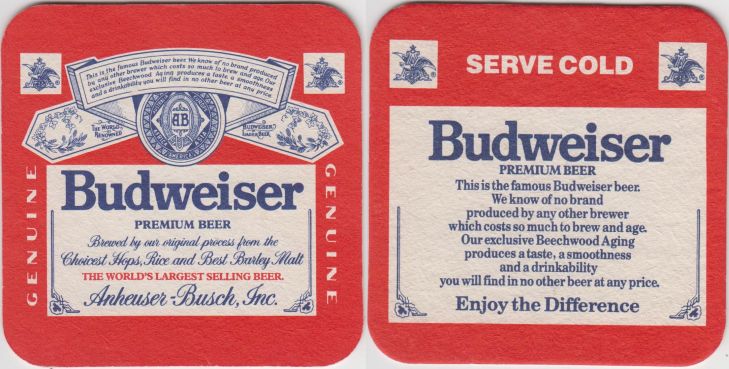 This is the famous Budweiser beer. We know of no brand produced
by any other brewer which costs so much to brew and age. Our
exclusive Beechwood Aging produces a taste, a smoothness
and a drinkability you will find in no other beer at any price.
THE WORLD
RENOWNED
AB
BUDWEISER
LAGER BEER
AMERICA
GENUINE
GENUINE
Budweiser
PREMIUM BEER
Brewed by our original process from the
Choicest Hops, Rice and Best Barley Malt
THE WORLD'S LARGEST SELLING BEER.
Anheuser-Busch, Inc.
SERVE COLD
Budweiser
PREMIUM BEER
This is the famous Budweiser beer.
We know of no brand
produced by any other brewer
which costs so much to brew and age.
Our exclusive Beechwood Aging
produces a taste, a smoothness
and a drinkability
you will find in no other beer at any price.
Enjoy the Difference